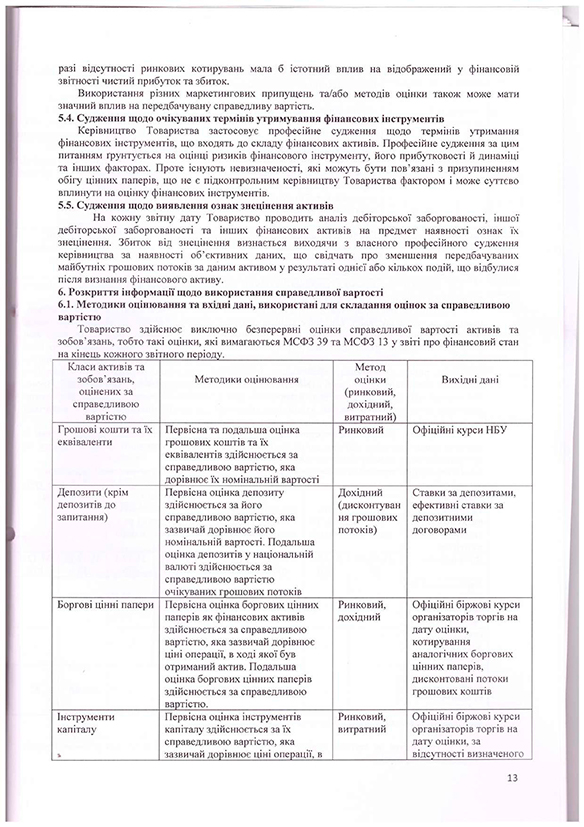 разі відсутності ринкових котирувань мала б істотний вплив на відображений у фінансовій
звітності чистий прибуток та збиток.
Використання різних маркетингових припущень та/або методів оцінки також може мати
значний вплив на передбачувану справедливу вартість.
5.4. Судження щодо очікуваних термінів утримування фінансових інструментів
Керівництво Товариства застосовує професійне судження щодо термінів утримання
фінансових інструментів, що входять до складу фінансових активів. Професійне судження за цим
питанням ґрунтується на оцінці ризиків фінансового інструменту, його прибутковості й динаміці
та інших факторах. Проте існують невизначеності, які можуть бути пов’язані з призупиненням
обігу цінних паперів, що не є підконтрольним керівництву Товариства фактором і може суттєво
вплинути на оцінку фінансових інструментів.
5.5. Судження щодо виявлення ознак знецінення активів
На кожну звітну дату Товариство проводить аналіз дебіторської заборгованості, іншої
дебіторської заборгованості та інших фінансових активів на предмет наявності ознак їх
знецінення. Збиток від знецінення визнається виходячи з власного професійного судження
керівництва за наявності об’єктивних даних, що свідчать про зменшення передбачуваних
майбутніх грошових потоків за даним активом у результаті однієї або кількох подій, що відбулися
після визнання фінансового активу.
6. Розкриття інформації щодо використання справедливої вартості
6.1. Методики оцінювання та вхідні дані, використані для складання оцінок за справедливою
вартістю
Товариство здійснює виключно безперервні оцінки справедливої вартості активів та
зобов’язань, тобто такі оцінки, які вимагаються МСФЗ 39 та МСФЗ 13 у звіті про фінансовий стан
на кінець кожного звітного періоду.
Класи активів та
зобов’язань,
оцінених за
справедливою
вартістю
Методики оцінювання
Метод
оцінки
(ринковий,
дохідний,
витратний)
Вихідні дані
Грошові кошти та їх
еквіваленти
Первісна та подальша оцінка
грошових коштів та їх
еквівалентів здійснюється за
справедливою вартістю, яка
дорівнює їх номінальній вартості
Ринковий
Офіційні курси НБУ
Депозити (крім
депозитів до
запитання)
Первісна оцінка депозиту
здійснюється за його
справедливою вартістю, яка
зазвичай дорівнює його
номінальній вартості. Подальша
оцінка депозитів у національній
валюті здійснюється за
справедливою вартістю
очікуваних грошових потоків
Дохідний
(дисконтуван
ня грошових
потоків)
Ставки за депозитами,
ефективні ставки за
депозитними
договорами
Боргові цінні папери
Первісна оцінка боргових цінних
паперів як фінансових активів
здійснюється за справедливою
вартістю, яка зазвичай дорівнює
ціні операції, в ході якої був
отриманий актив. Подальша
оцінка боргових цінних паперів
здійснюється за справедливою
вартістю.
Ринковий,
дохідний
Офіційні біржові курси
організаторів торгів на
дату оцінки,
котирування
аналогічних боргових
цінних паперів,
дисконтовані потоки
грошових коштів
Інструменти
капіталу
Первісна оцінка інструментів
капіталу здійснюється за їх
справедливою вартістю, яка
зазвичай дорівнює ціні операції, в
Ринковий,
витратний
Офіційні біржові курси
організаторів торгів на
дату оцінки, за
відсутності визначеного
13